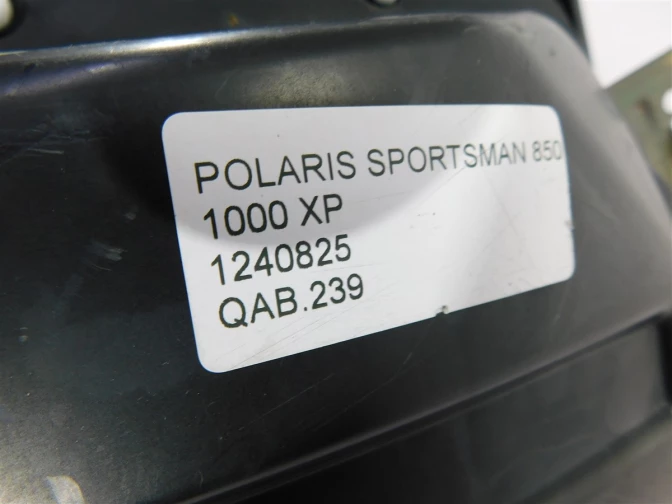 POLARIS SPORTSMAN 850
1000 XP
1240825
QAB.239